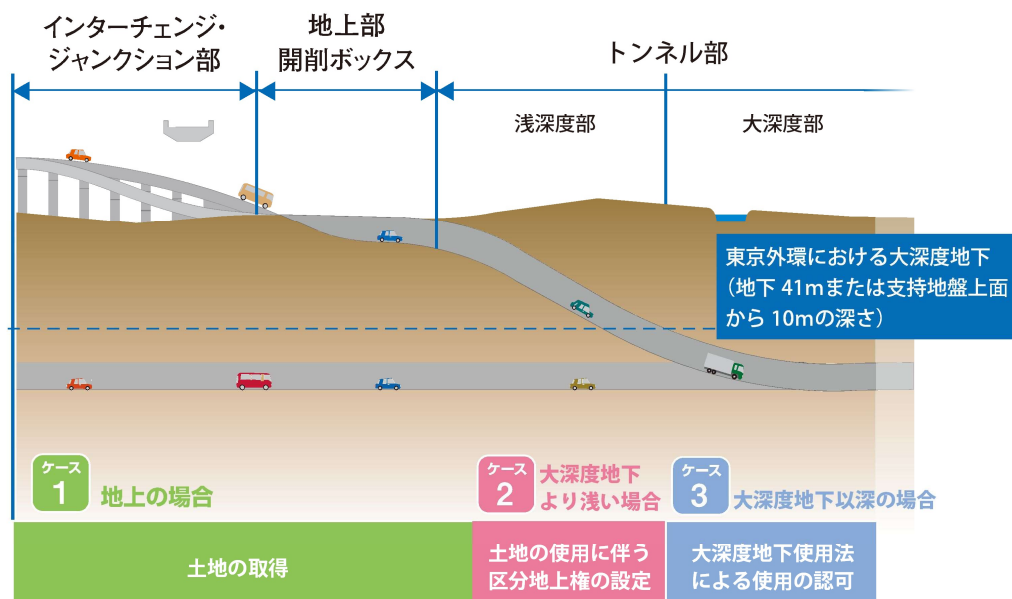 インターチェンジ・
ジャンクション部
地上部
開削ボックス
トンネル部
浅深度部
大深度部
東京外環における大深度地下
（地下 41mまたは支持地盤上面
から 10mの深さ）
ケース
1
地上の場合
ケース
2
大深度地下
より浅い場合
ケース
3
大深度地下以深の場合
土地の取得
土地の使用に伴う
区分地上権の設定
大深度地下使用法
による使用の認可